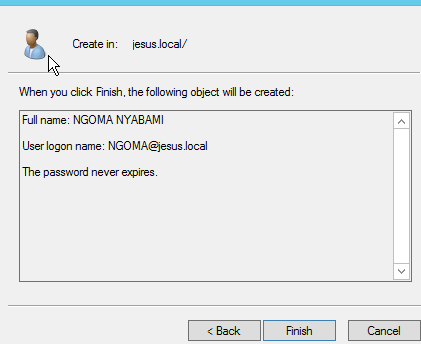 Create in: jesus.local/
When you click Finish, the following object will be created:
Full name: NGOMA NYABAMI
User logon name: NGOMA@jesus.local
The password never expires.
< Back
Finish
Cancel